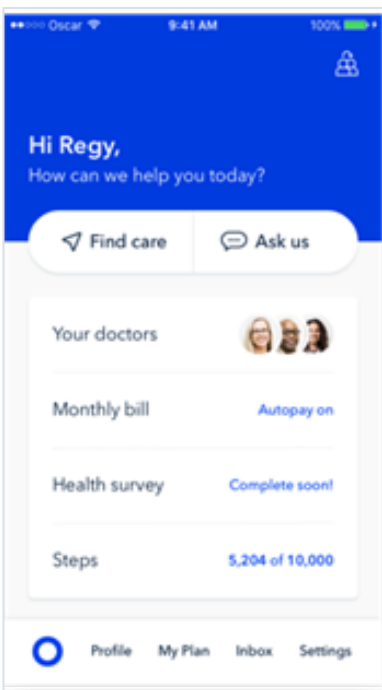 Oscar 9:41 AM 100%
Hi Regy,
How can we help you today?
Find care Ask us
Your doctors
Monthly bill Autopay on
Health survey Complete soon!
Steps 5,204 of 10,000
Profile My Plan Inbox Settings